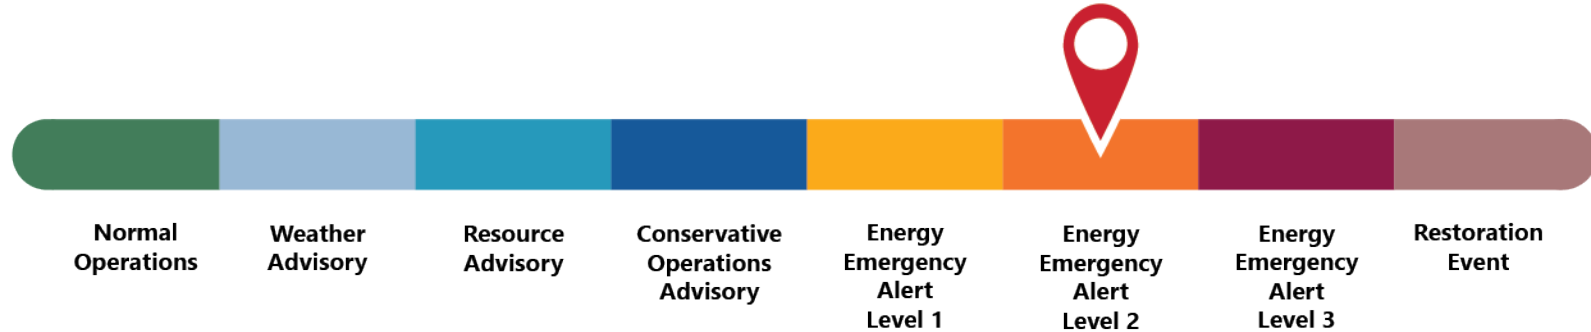 Normal
Operations
Weather
Advisory
Resource
Advisory
Conservative
Operations
Advisory
Energy
Emergency
Alert
Level 1
Energy
Emergency
Alert
Level 2
Energy
Emergency
Alert
Level 3
Restoration
Event